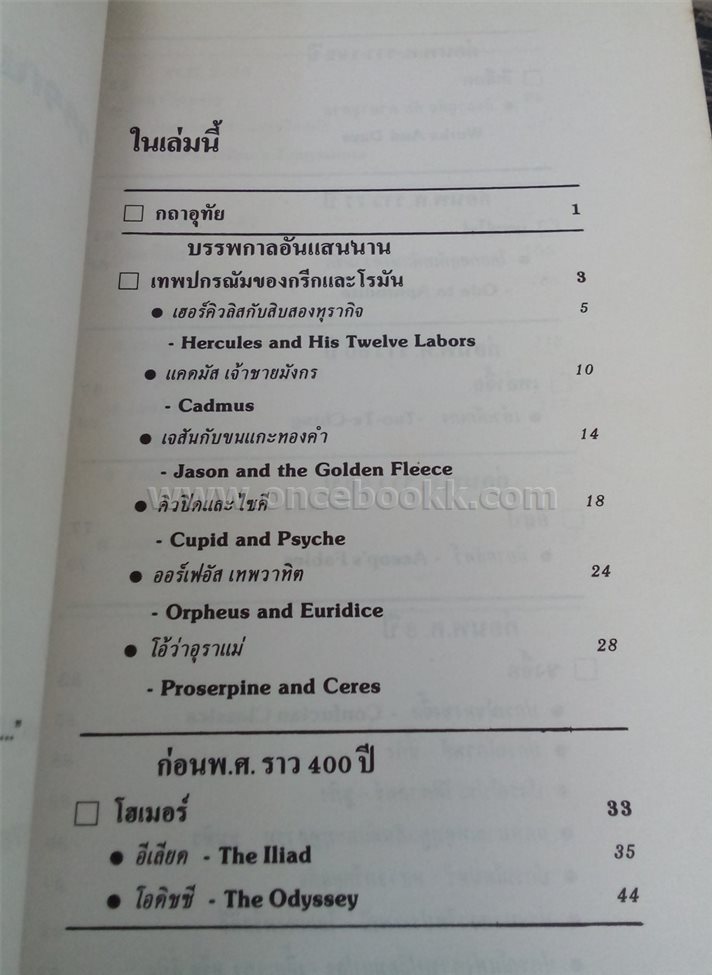 ในเล่มนี้
□ กถาอุทัย 1
บรรพกาลอันแสนนาน
□ เทพปกรณัมของกรีกและโรมัน 3
● เฮอร์คิวลิสกับสิบสองทุรากิจ 5
- Hercules and His Twelve Labors
● แคดมัส เจ้าชายมังกร 10
- Cadmus
● เจสันกับขนแกะทองคำ 14
- Jason and the Golden Fleece
www.oncebookk.com
● คิวปิดและไซคี 18
- Cupid and Psyche
● ออร์เฟอัส เทพวาทิต 24
- Orpheus and Euridice
● โอ้ว่าอุราแม่ 28
- Proserpine and Ceres
..."
ก่อนพ.ศ. ราว 400 ปี
□ โฮเมอร์ 33
● อีเลียด - The Iliad 35
● โอดิซซี - The Odyssey 44